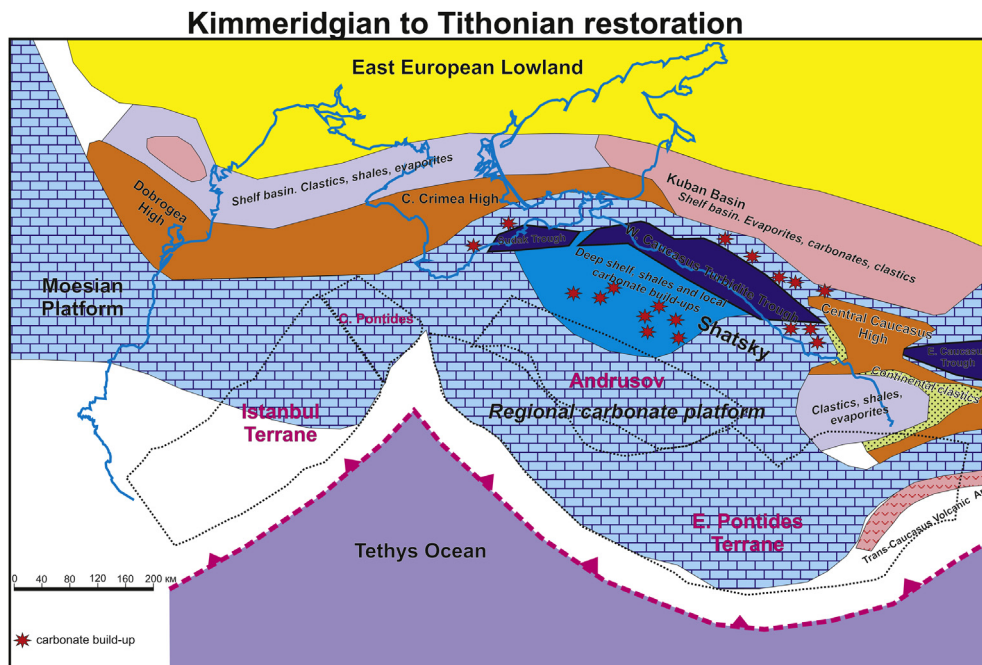 Kimmeridgian to Tithonian restoration
East European Lowland
Shelf basin. Clastics, shales, evaporites
Dobrogea
High
C. Crimea High
Kuban Basin
Shelf basin. Evaporites, carbonates, clastics
Sudak Trough
W. Caucasus Turbidite Trough
Deep shelf, shales and local
carbonate build-ups
Moesian
Platform
C. Pontides
Shatsky
Central Caucasus
High
E. Caucasus
Trough
Continental clastics
Andrusov
Clastics, shales,
evaporites
Istanbul
Terrane
Regional carbonate platform
E. Pontides
Terrane
Trans-Caucasus Volcanic
Tethys Ocean
0 40 80 120 160 200 км
carbonate build-up